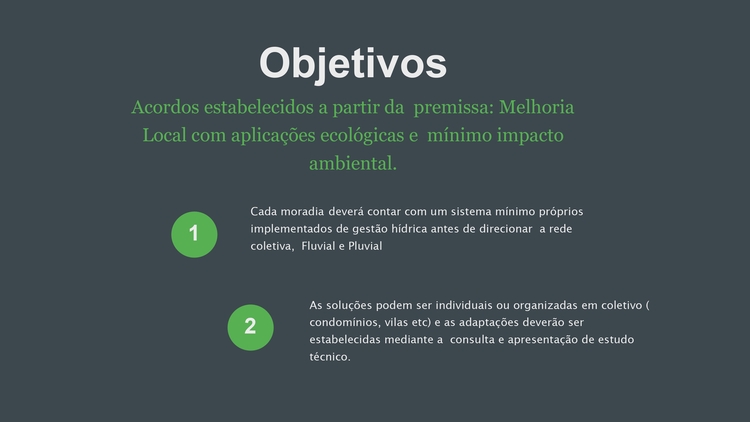 Objetivos
Acordos estabelecidos a partir da  premissa: Melhoria
Local com aplicações ecológicas e  mínimo impacto
ambiental.
1
Cada moradia deverá contar com um sistema mínimo próprios
implementados de gestão hídrica antes de direcionar  a rede
coletiva,  Fluvial e Pluvial
2
As soluções podem ser individuais ou organizadas em coletivo (
condomínios, vilas etc) e as adaptações deverão ser
estabelecidas mediante a  consulta e apresentação de estudo
técnico.